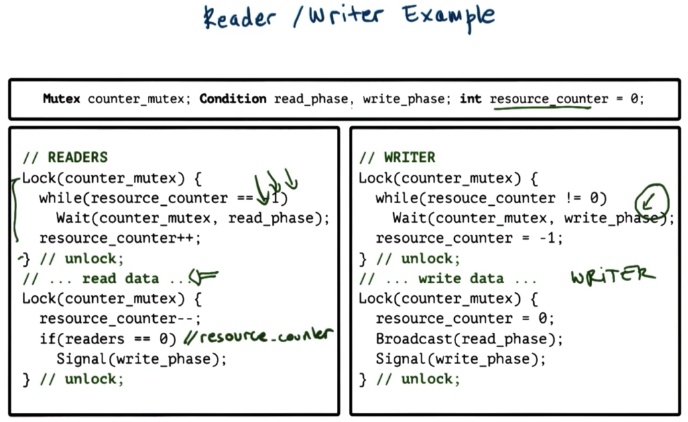 Reader / Writer Example
Mutex counter_mutex; Condition read_phase, write_phase; int resource_counter = 0;
// READERS
Lock(counter_mutex) {
while(resource_counter == -1)
Wait(counter_mutex, read_phase);
resource_counter++;
} // unlock;
// ... read data ...
Lock(counter_mutex) {
resource_counter--;
if(readers == 0) //resource_counter
Signal(write_phase);
} // unlock;
// WRITER
Lock(counter_mutex) {
while(resouce_counter != 0)
Wait(counter_mutex, write_phase);
resource_counter = -1;
} // unlock;
// ... write data ... WRITER
Lock(counter_mutex) {
resource_counter = 0;
Broadcast(read_phase);
Signal(write_phase);
} // unlock;